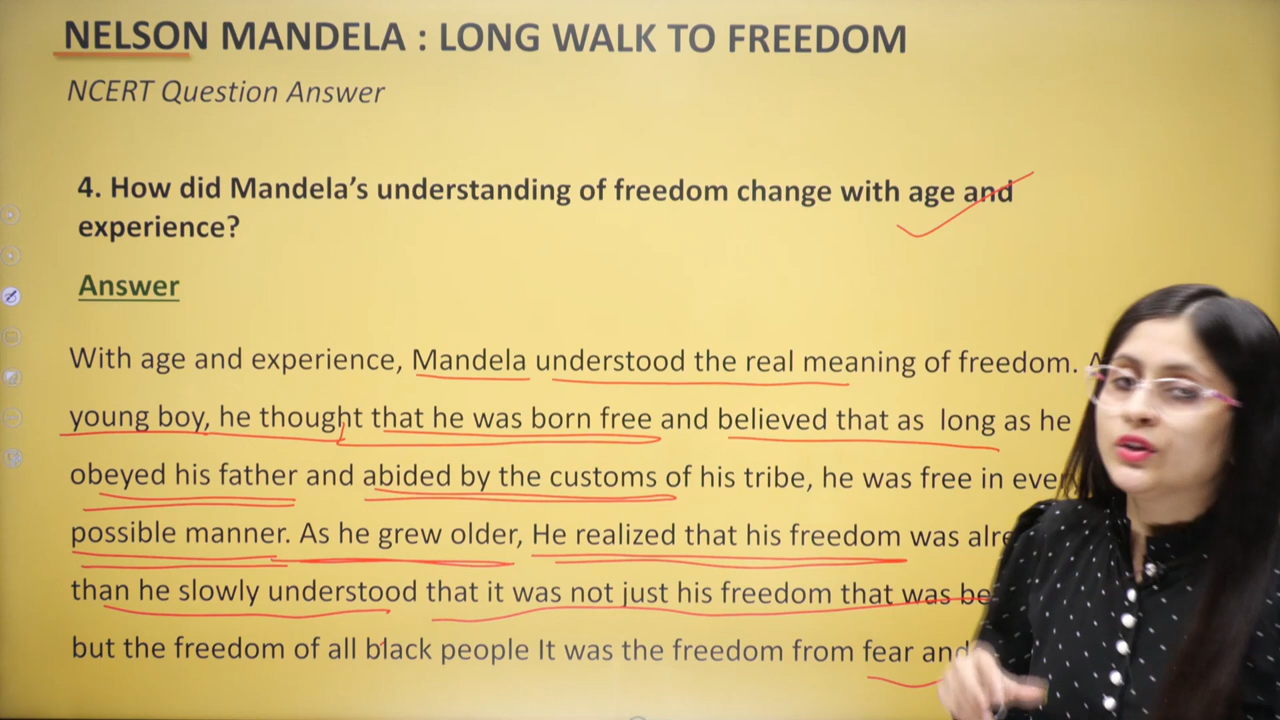 NELSON MANDELA : LONG WALK TO FREEDOM
NCERT Question Answer
4. How did Mandela's understanding of freedom change with age and
experience?
Answer
With age and experience, Mandela understood the real meaning of freedom.
young boy, he thought that he was born free and believed that as long as he
obeyed his father and abided by the customs of his tribe, he was free in
possible manner. As he grew older, He realized that his freedom was
than he slowly understood that it was not just his freedom that was
but the freedom of all black people It was the freedom from fear and